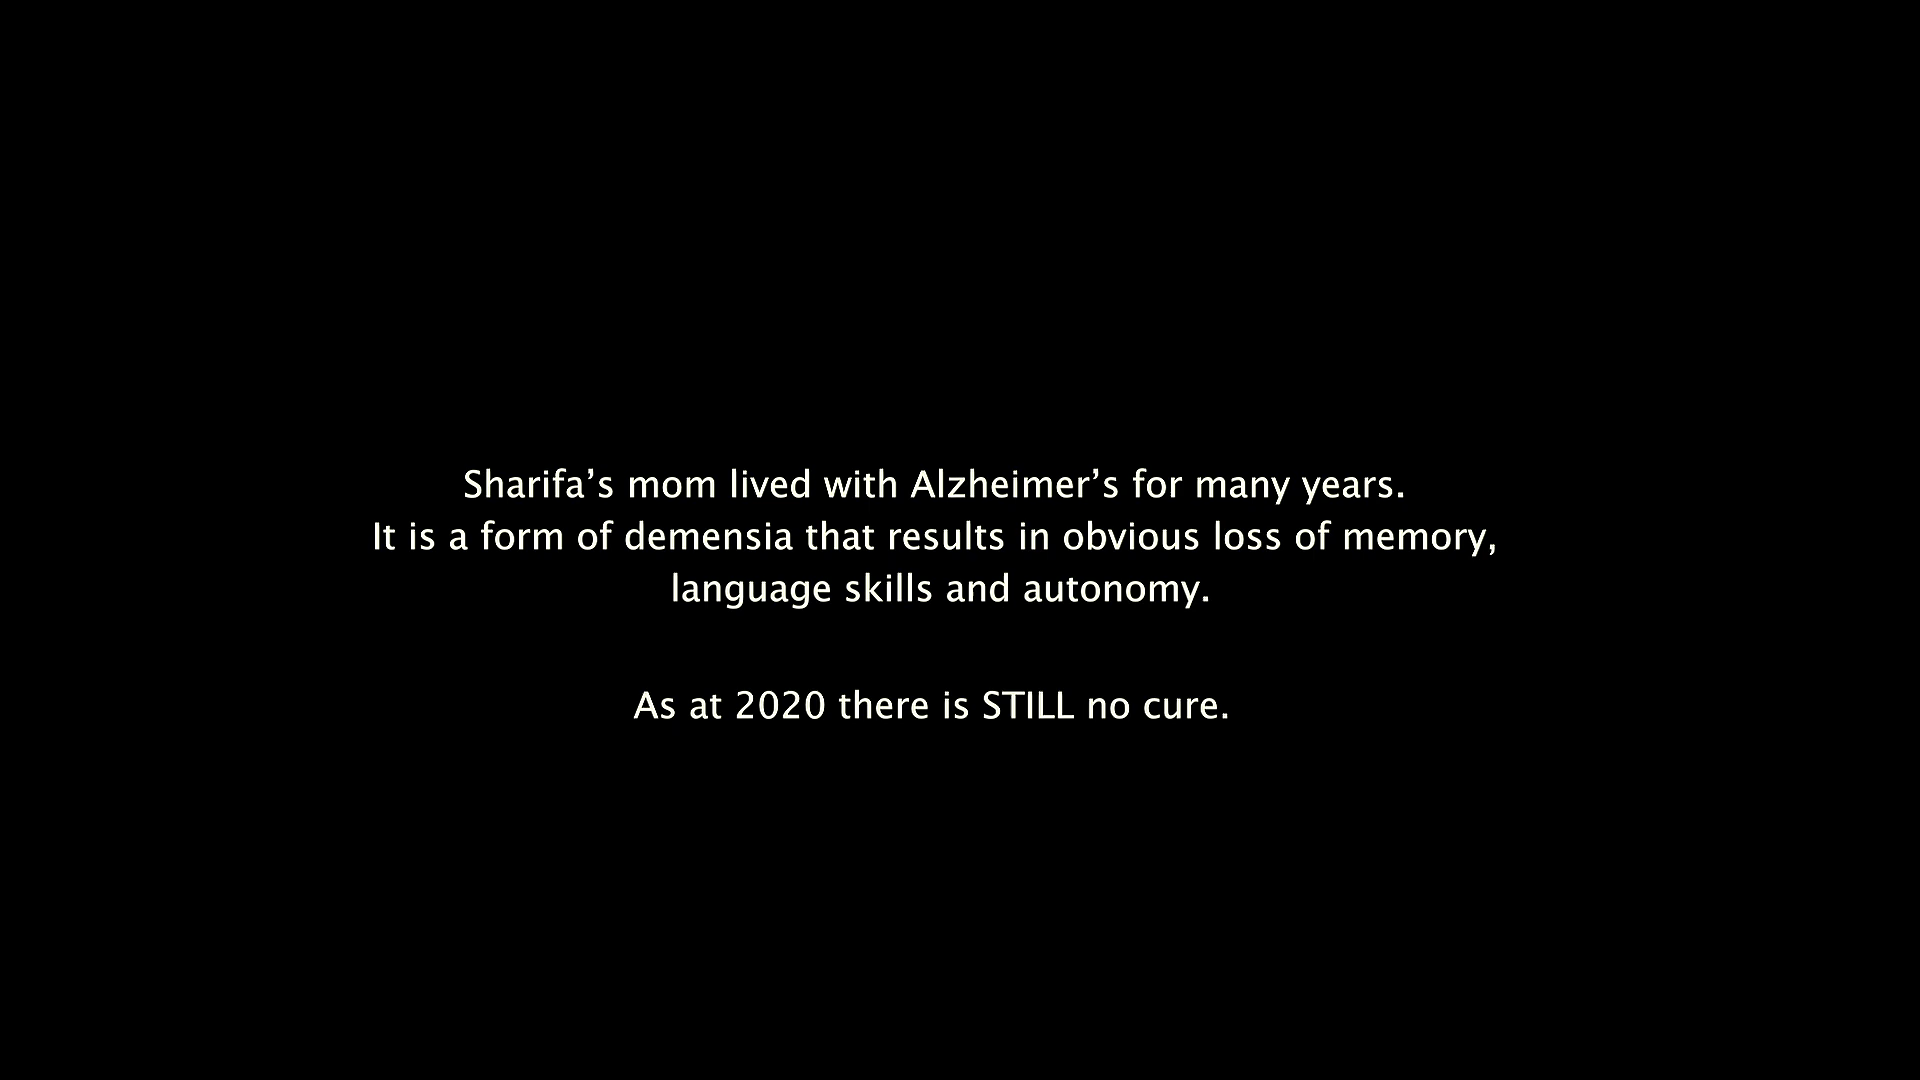 Sharifa’s mom lived with Alzheimer’s for many years.
It is a form of demensia that results in obvious loss of memory,
language skills and autonomy.
As at 2020 there is STILL no cure.